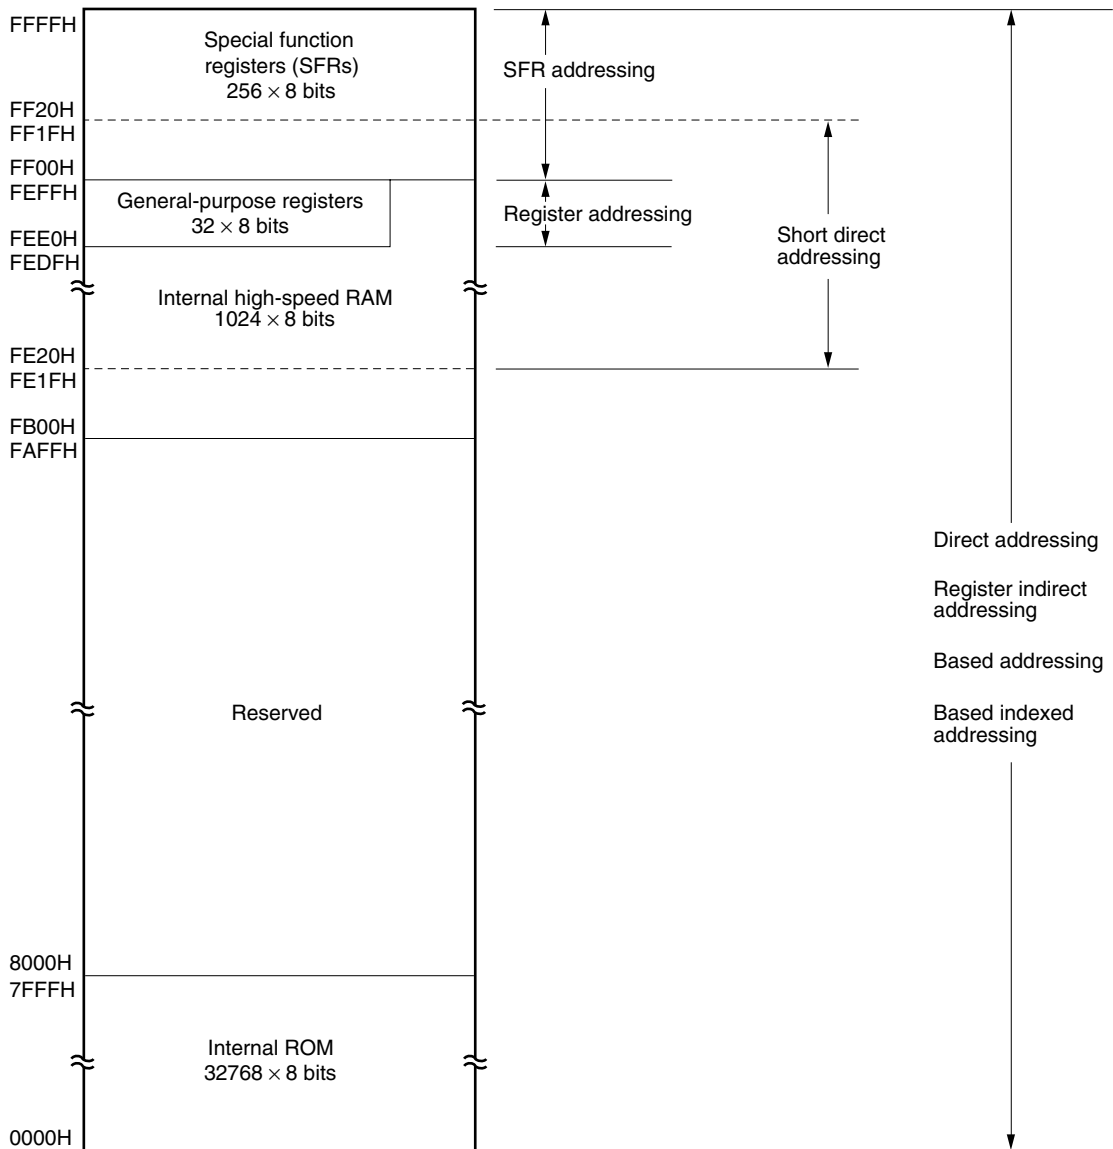 FFFFH
Special function
registers (SFRs)
256 × 8 bits
SFR addressing
FF20H
FF1FH
FF00H
FEFFH
General-purpose registers
32 × 8 bits
Register addressing
Short direct
addressing
FEE0H
FEDFH
Internal high-speed RAM
1024 × 8 bits
FE20H
FE1FH
FB00H
FAFFH
Direct addressing
Register indirect
addressing
Based addressing
Based indexed
addressing
Reserved
8000H
7FFFH
Internal ROM
32768 × 8 bits
0000H